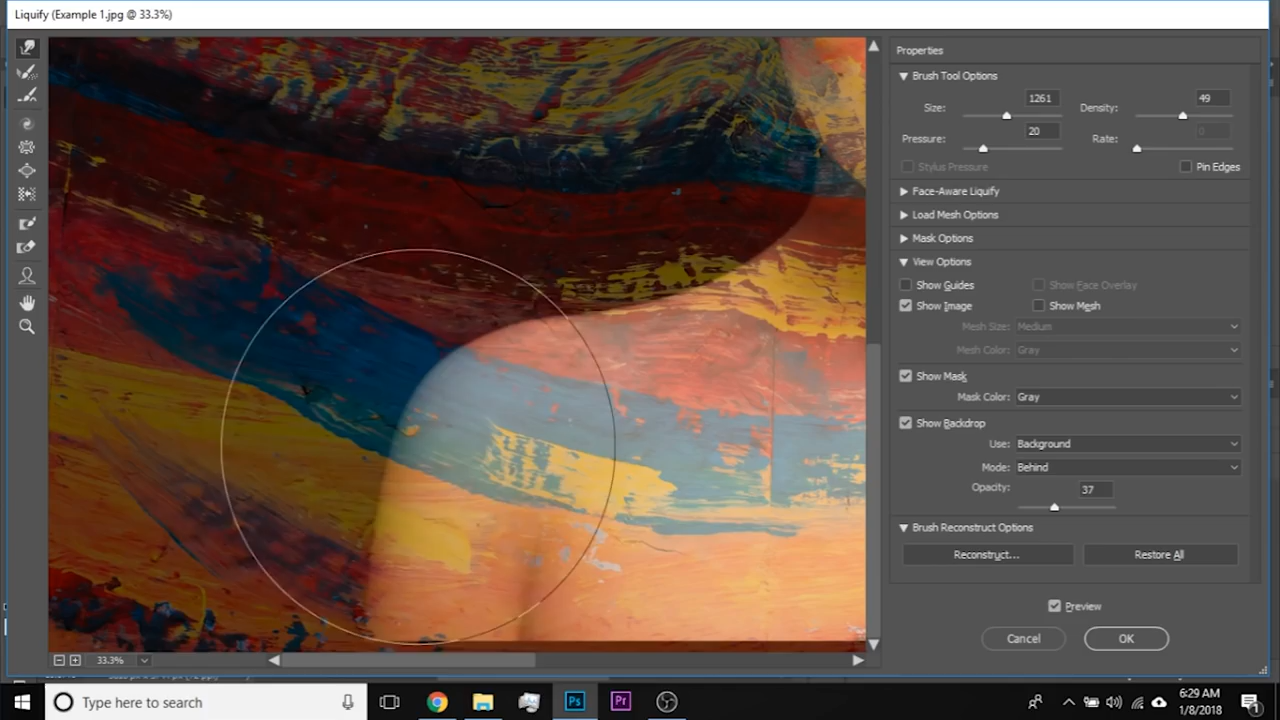 Liquify (Example 1.jpg @ 33.3%)
Properties
Brush Tool Options
Size: 1261 Density: 49
Pressure: 20 Rate: 0
Stylus Pressure Pin Edges
Face-Aware Liquify
Load Mesh Options
Mask Options
View Options
Show Guides Show Face Overlay
Show Image Show Mesh
Mesh Size: Medium
Mesh Color: Gray
Show Mask
Mask Color: Gray
Show Backdrop
Use: Background
Mode: Behind
Opacity: 37
Brush Reconstruct Options
Reconstruct... Restore All
Preview
Cancel OK
33.3%
Type here to search
Ps
Pr
6:29 AM
1/8/2018
1